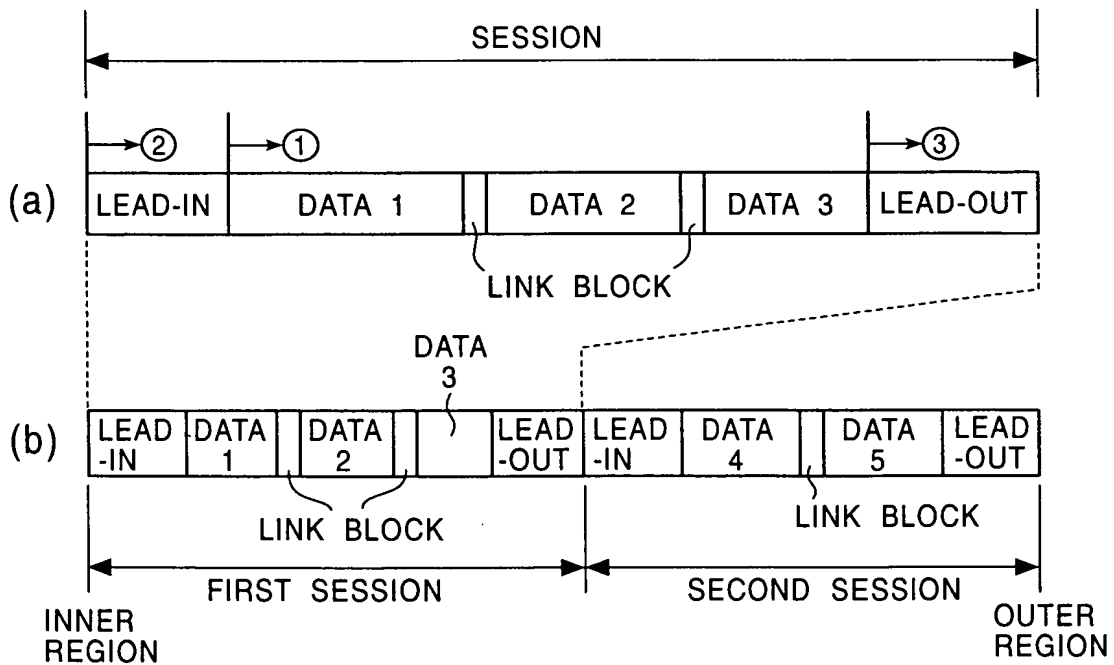 SESSION
② ① ③
(a) LEAD-IN DATA 1 DATA 2 DATA 3 LEAD-OUT
LINK BLOCK
DATA
3
(b) LEAD
-IN DATA
1 DATA
2 LEAD
-OUT LEAD
-IN DATA
4 DATA
5 LEAD
-OUT
LINK BLOCK LINK BLOCK
FIRST SESSION SECOND SESSION
INNER
REGION
OUTER
REGION